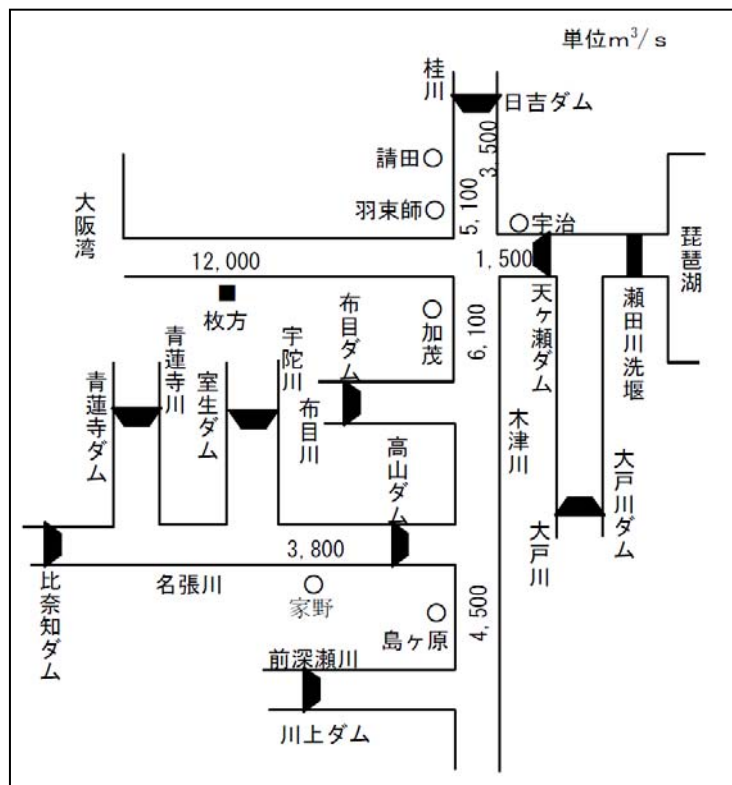 単位m³/s
桂川
日吉ダム
3,500
請田
羽束師
5,100
宇治
大阪湾
12,000
1,500
琵琶湖
枚方
布目ダム
加茂
6,100
天ヶ瀬ダム
瀬田川洗堰
青蓮寺川
青蓮寺ダム
室生ダム
宇陀川
布目川
高山ダム
木津川
大戸川ダム
大戸川
3,800
比奈知ダム
名張川
家野
島ヶ原
4,500
前深瀬川
川上ダム